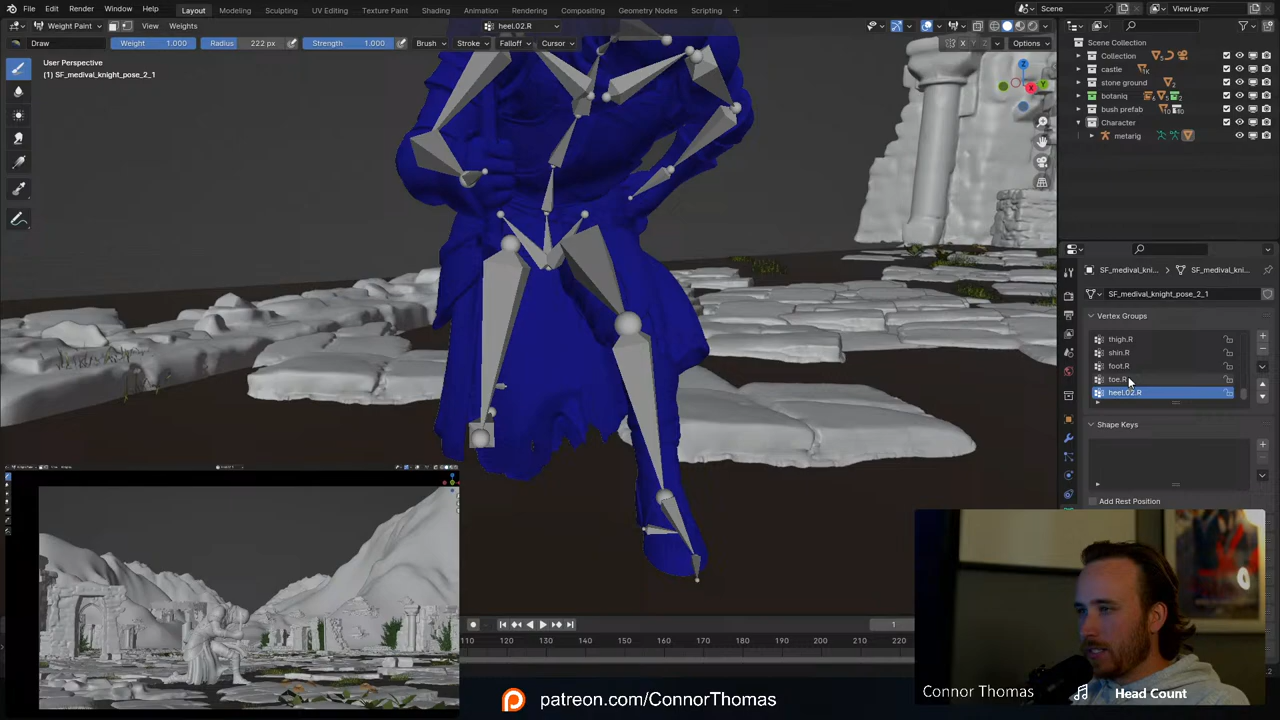 File Edit Render Window Help Layout Modeling Sculpting UV Editing Texture Paint Shading Animation Rendering Compositing Geometry Nodes Scripting + Scene ViewLayer
Weight Paint View Weights heel.02.R
Draw Weight 1.000 Radius 222 px Strength 1.000 Brush Stroke Falloff Cursor X Y Z Options
User Perspective
(1) SF_medival_knight_pose_2_1
Scene Collection
Collection
castle
stone ground
botaniq
bush prefab
Character
metarig
X
Y
Z
SF_medival_kni... SF_medival_kni...
SF_medival_knight_pose_2_1
Vertex Groups
thigh.R
shin.R
foot.R
toe.R
heel.02.R
Shape Keys
Add Rest Position
1
110 120 130 140 150 160 170 180 190 200 210 220
patreon.com/ConnorThomas
Connor Thomas
Head Count